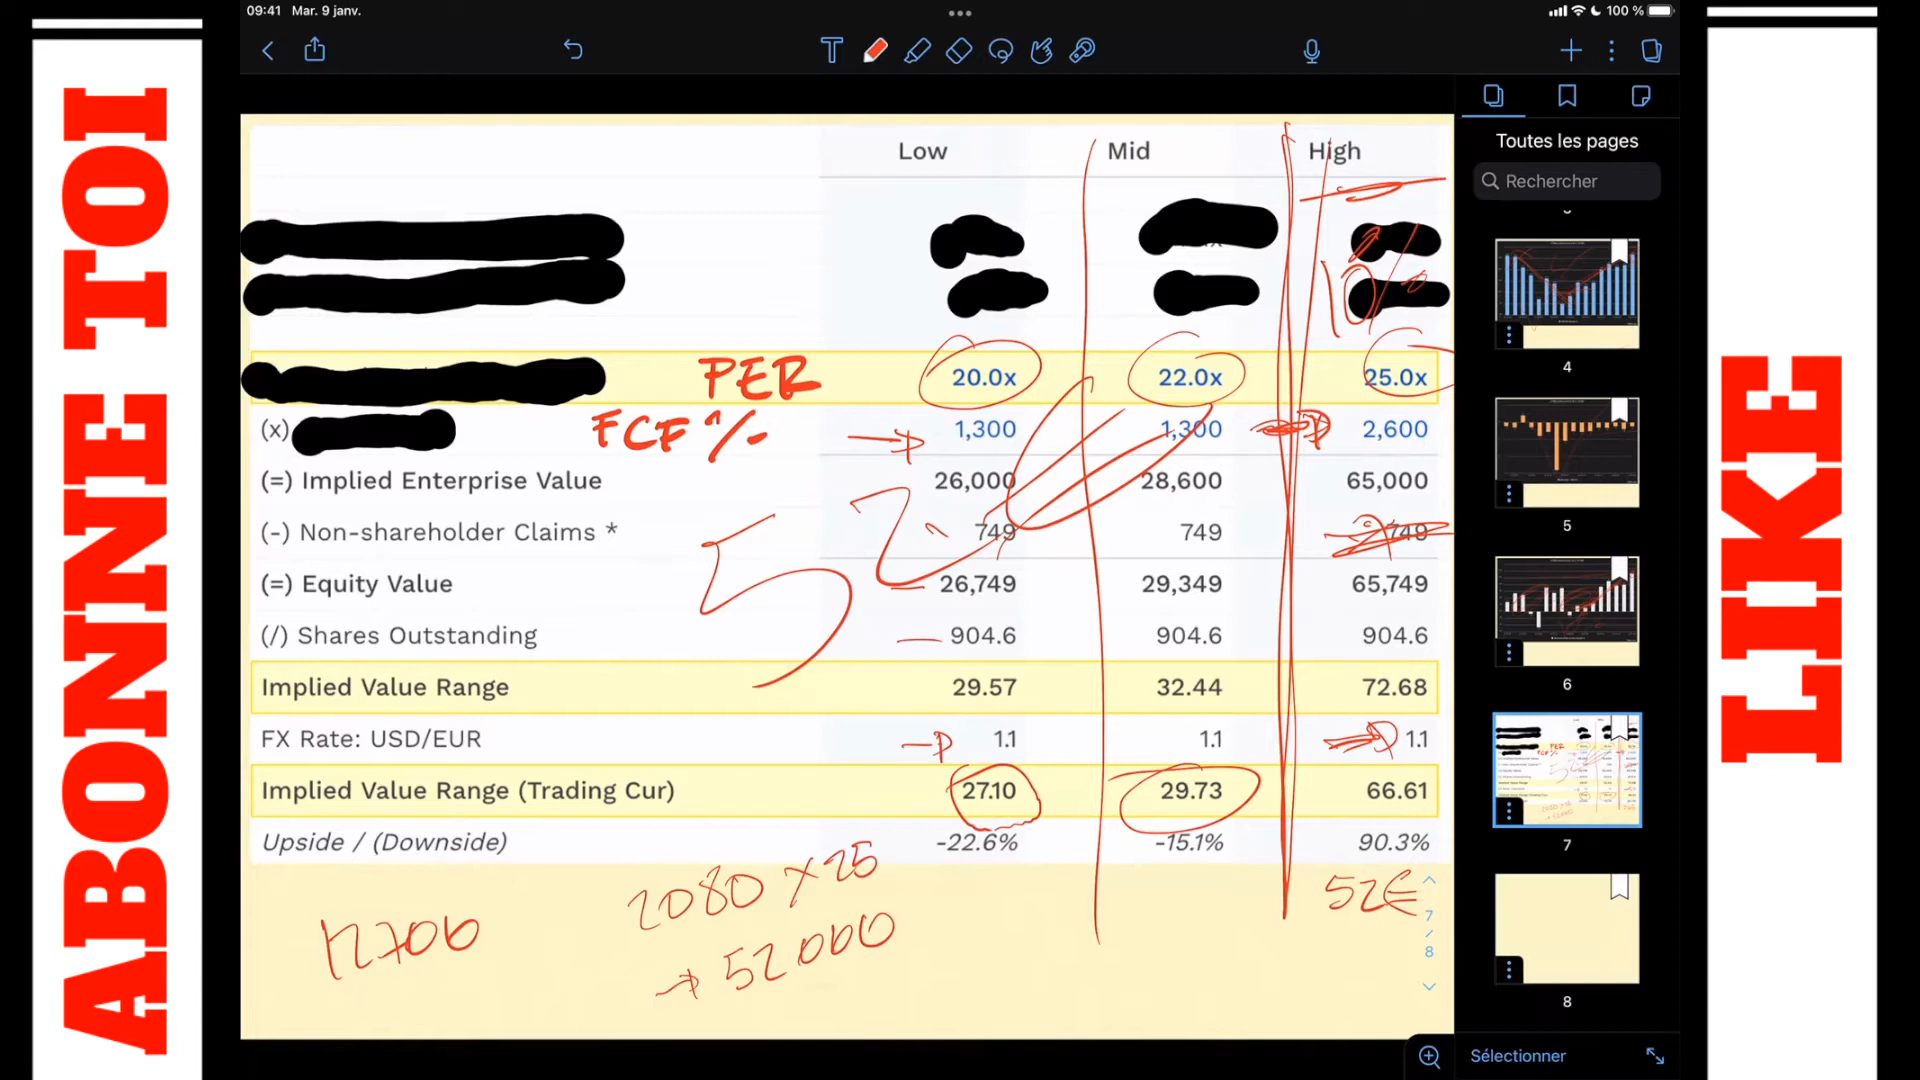 ABONNE TOI
09:41 Mar. 9 janv.
100 %
Low Mid High
10%
PER 20.0x 22.0x 25.0x
(x) FCF % 1,300 1,300 2,600
(=) Implied Enterprise Value 26,000 28,600 65,000
(-) Non-shareholder Claims * 749 749 749
52
(=) Equity Value 26,749 29,349 65,749
(/) Shares Outstanding 904.6 904.6 904.6
Implied Value Range 29.57 32.44 72.68
FX Rate: USD/EUR 1.1 1.1 1.1
Implied Value Range (Trading Cur) 27.10 29.73 66.61
Upside / (Downside) -22.6% -15.1% 90.3%
2080 x 25
52€
→ 52.000
7
/
8
Toutes les pages
Rechercher
4
5
6
7
8
Sélectionner
LIKE